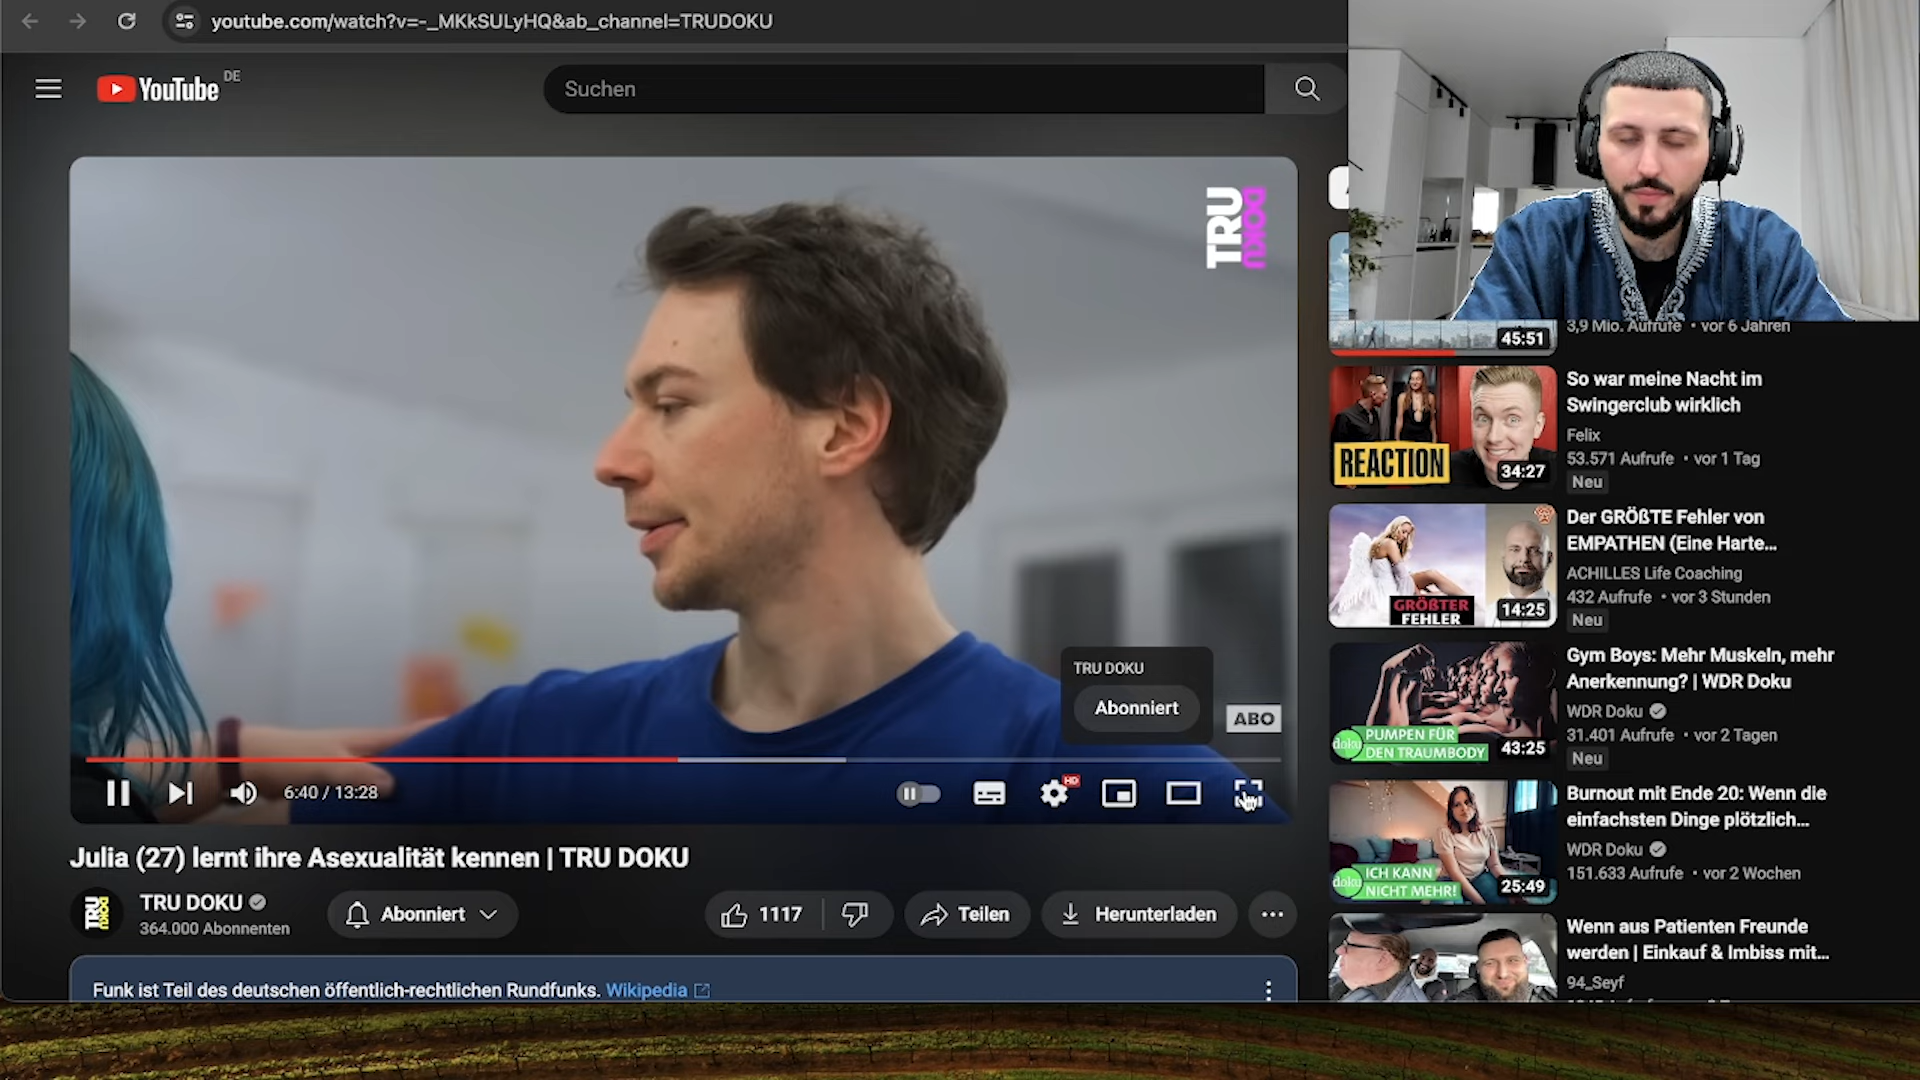 youtube.com/watch?v=-_MKkSULyHQ&ab_channel=TRUDOKU
YouTube DE
Suchen
TRU DOKU
TRU DOKU
Abonniert
ABO
6:40 / 13:28
HD
Julia (27) lernt ihre Asexualität kennen | TRU DOKU
TRU DOKU
TRU DOKU
364.000 Abonnenten
Abonniert
1117
Teilen
Herunterladen
Funk ist Teil des deutschen öffentlich-rechtlichen Rundfunks. Wikipedia
45:51
3,9 Mio. Aufrufe • vor 6 Jahren
REACTION
34:27
So war meine Nacht im
Swingerclub wirklich
Felix
53.571 Aufrufe • vor 1 Tag
Neu
GRÖßTER
FEHLER
14:25
Der GRÖßTE Fehler von
EMPATHEN (Eine Harte...
ACHILLES Life Coaching
432 Aufrufe • vor 3 Stunden
Neu
doku
PUMPEN FÜR
DEN TRAUMBODY
43:25
Gym Boys: Mehr Muskeln, mehr
Anerkennung? | WDR Doku
WDR Doku
31.401 Aufrufe • vor 2 Tagen
Neu
doku
ICH KANN
NICHT MEHR!
25:49
Burnout mit Ende 20: Wenn die
einfachsten Dinge plötzlich...
WDR Doku
151.633 Aufrufe • vor 2 Wochen
Wenn aus Patienten Freunde
werden | Einkauf & Imbiss mit...
94_Seyf